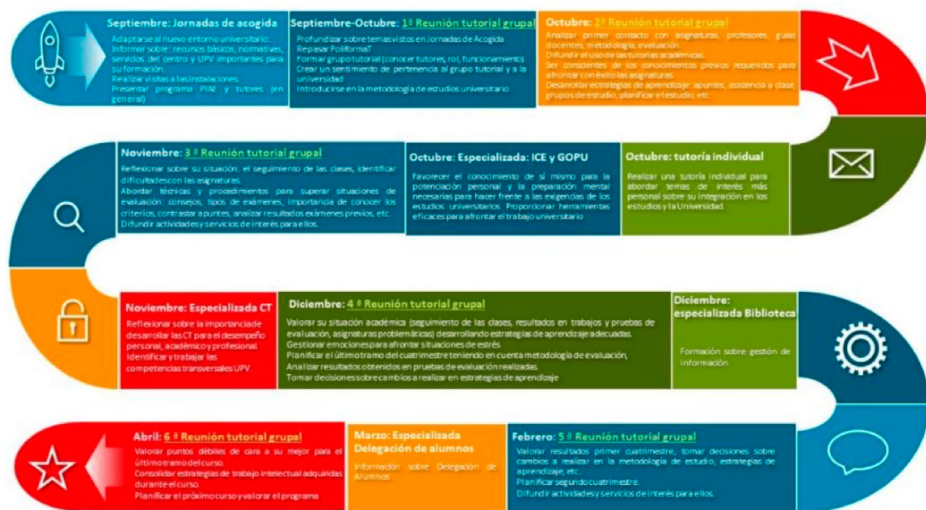 Septiembre: Jornadas de acogida
Adaptarse al nuevo entorno universitario:
Informar sobre: recursos básicos, normativas,
servicios del centro y UPV importantes para
su formación.
Realizar visitas a las instalaciones.
Presentar programa PIAE y tutores (en
general)
Septiembre-Octubre: 1ª Reunión tutorial grupal
Profundizar sobre temas vistos en Jornadas de Acogida
Repasar PoliformaT
Formar grupo tutorial (conocer tutores, rol, funcionamiento)
Crear un sentimiento de pertenencia al grupo tutorial y a la
universidad
Introducirse en la metodología de estudios universitario
Octubre: 2ª Reunión tutorial grupal
Analizar primer contacto con asignaturas, profesores, guías
docentes, metodología, evaluación.
Difundir el uso de las tutorías académicas.
Ser conscientes de los conocimientos previos requeridos para
afrontar con éxito las asignaturas.
Desarrollar estrategias de aprendizaje: apuntes, asistencia a clase,
grupos de estudio, planificar el estudio, etc.
Noviembre: 3 ª Reunión tutorial grupal
Reflexionar sobre su situación, el seguimiento de las clases, identificar
dificultades con las asignaturas.
Abordar técnicas y procedimientos para superar situaciones de
evaluación: consejos, tipos de exámenes, importancia de conocer los
criterios, contrastar apuntes, analizar resultados exámenes previos, etc.
Difundir actividades y servicios de interés para ellos.
Octubre: Especializada: ICE y GOPU
Favorecer el conocimiento de sí mismo para la
potenciación personal y la preparación mental
necesarias para hacer frente a las exigencias de los
estudios universitarios. Proporcionar herramientas
eficaces para afrontar el trabajo universitario
Octubre: tutoría individual
Realizar una tutoría individual para
abordar temas de interés más
personal sobre su integración en los
estudios y la Universidad.
Noviembre: Especializada CT
Reflexionar sobre la importancia de
desarrollar las CT para el desempeño
personal, académico y profesional.
Identificar y trabajar las
competencias transversales UPV.
Diciembre: 4 ª Reunión tutorial grupal
Valorar su situación académica (seguimiento de las clases, resultados en trabajos y pruebas de
evaluación, asignaturas problemáticas) desarrollando estrategias de aprendizaje adecuadas.
Gestionar emociones para afrontar situaciones de estrés
Planificar el último tramo del cuatrimestre teniendo en cuenta metodología de evaluación,
Analizar resultados obtenidos en pruebas de evaluación realizadas.
Tomar decisiones sobre cambios a realizar en estrategias de aprendizaje
Diciembre:
especializada Biblioteca
Formación sobre gestión de
información
Abril: 6 ª Reunión tutorial grupal
Valorar puntos débiles de cara a su mejor para el
último tramo del curso.
Consolidar estrategias de trabajo intelectual adquiridas
durante el curso.
Planificar el próximo curso y valorar el programa
Marzo: Especializada
Delegación de alumnos
Información sobre Delegación de
Alumnos
Febrero: 5 ª Reunión tutorial grupal
Valorar resultados primer cuatrimestre, tomar decisiones sobre
cambios a realizar en la metodología de estudio, estrategias de
aprendizaje, etc.
Planificar segundo cuatrimestre.
Difundir actividades y servicios de interés para ellos.